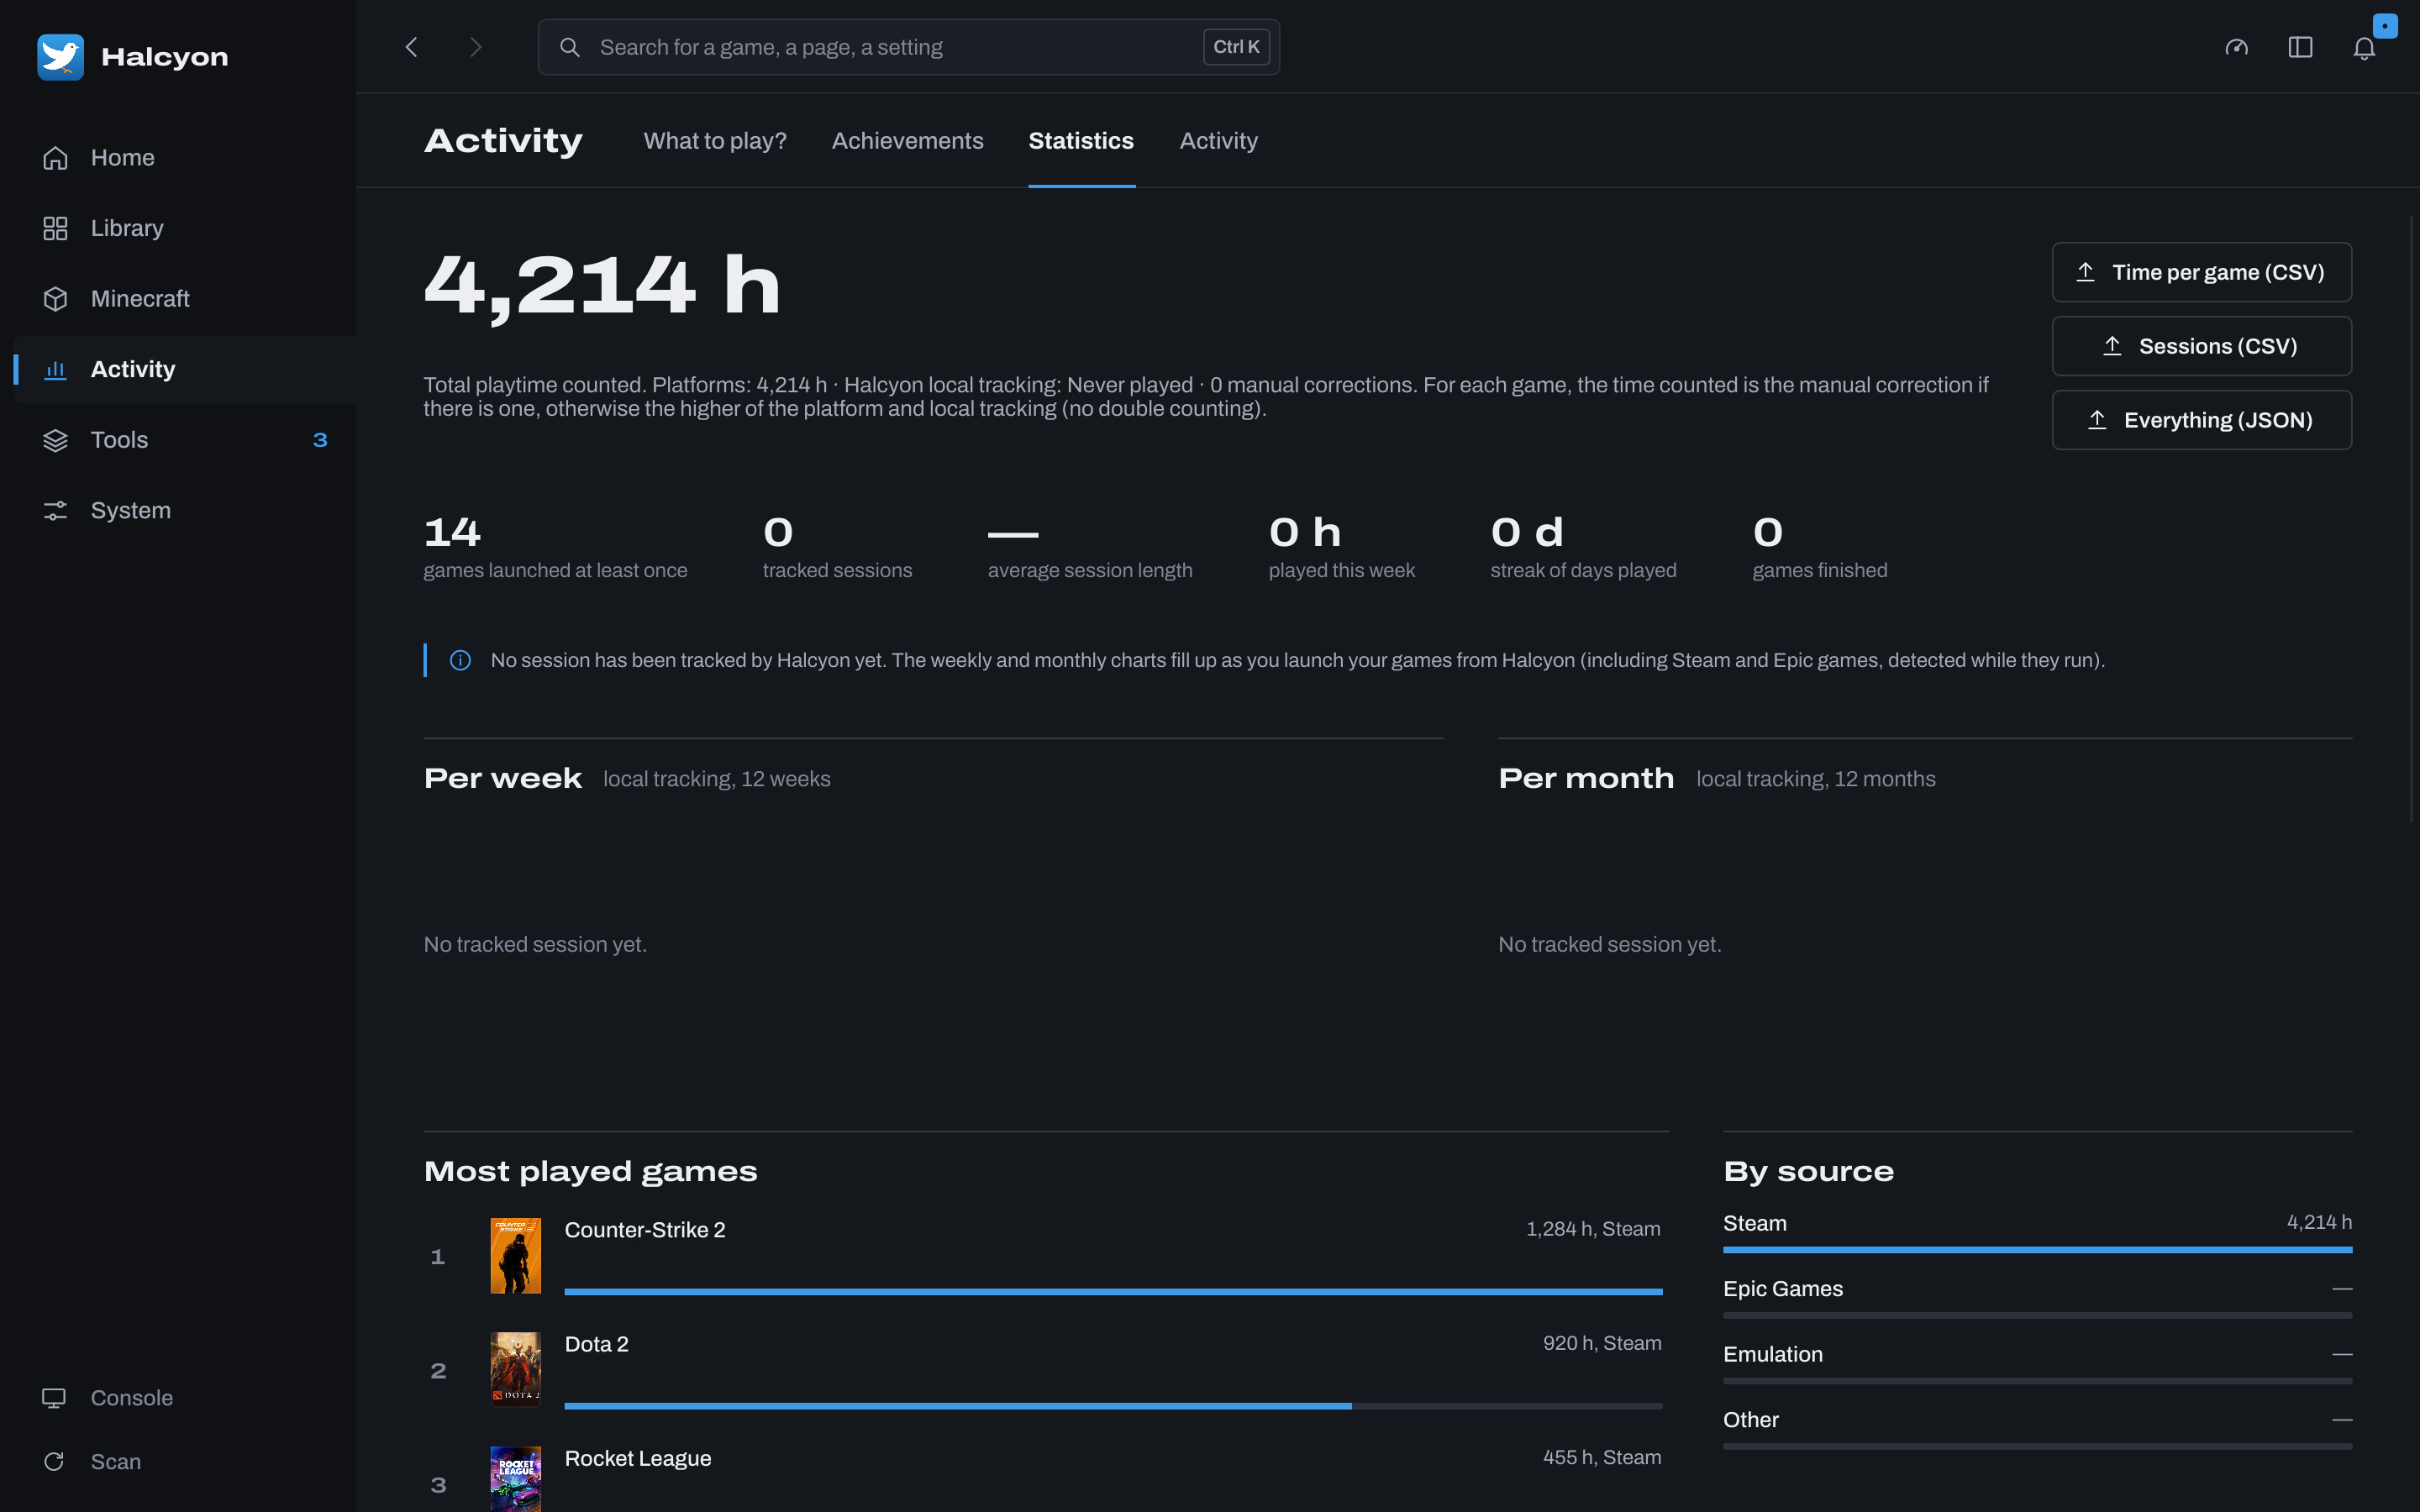 Halcyon
Search for a game, a page, a setting
Ctrl K
Home
Library
Minecraft
Activity
Tools 3
System
Console
Scan
Activity
What to play?
Achievements
Statistics
Activity
4,214 h
Total playtime counted. Platforms: 4,214 h · Halcyon local tracking: Never played · 0 manual corrections. For each game, the time counted is the manual correction if
there is one, otherwise the higher of the platform and local tracking (no double counting).
Time per game (CSV)
Sessions (CSV)
Everything (JSON)
14
games launched at least once
0
tracked sessions
—
average session length
0 h
played this week
0 d
streak of days played
0
games finished
No session has been tracked by Halcyon yet. The weekly and monthly charts fill up as you launch your games from Halcyon (including Steam and Epic games, detected while they run).
Per week local tracking, 12 weeks
No tracked session yet.
Per month local tracking, 12 months
No tracked session yet.
Most played games
1
COUNTER STRIKE
Counter-Strike 2
1,284 h, Steam
2
DOTA 2
Dota 2
920 h, Steam
3
ROCKET
LEAGUE
Rocket League
455 h, Steam
By source
Steam 4,214 h
Epic Games —
Emulation —
Other —